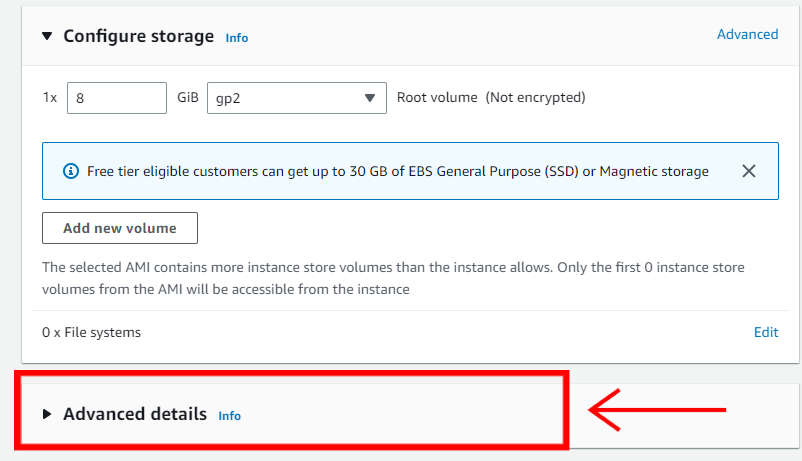 Configure storage Info Advanced
1x 8 GiB gp2 Root volume (Not encrypted)
Free tier eligible customers can get up to 30 GB of EBS General Purpose (SSD) or Magnetic storage
Add new volume
The selected AMI contains more instance store volumes than the instance allows. Only the first 0 instance store
volumes from the AMI will be accessible from the instance
0 x File systems Edit
Advanced details Info